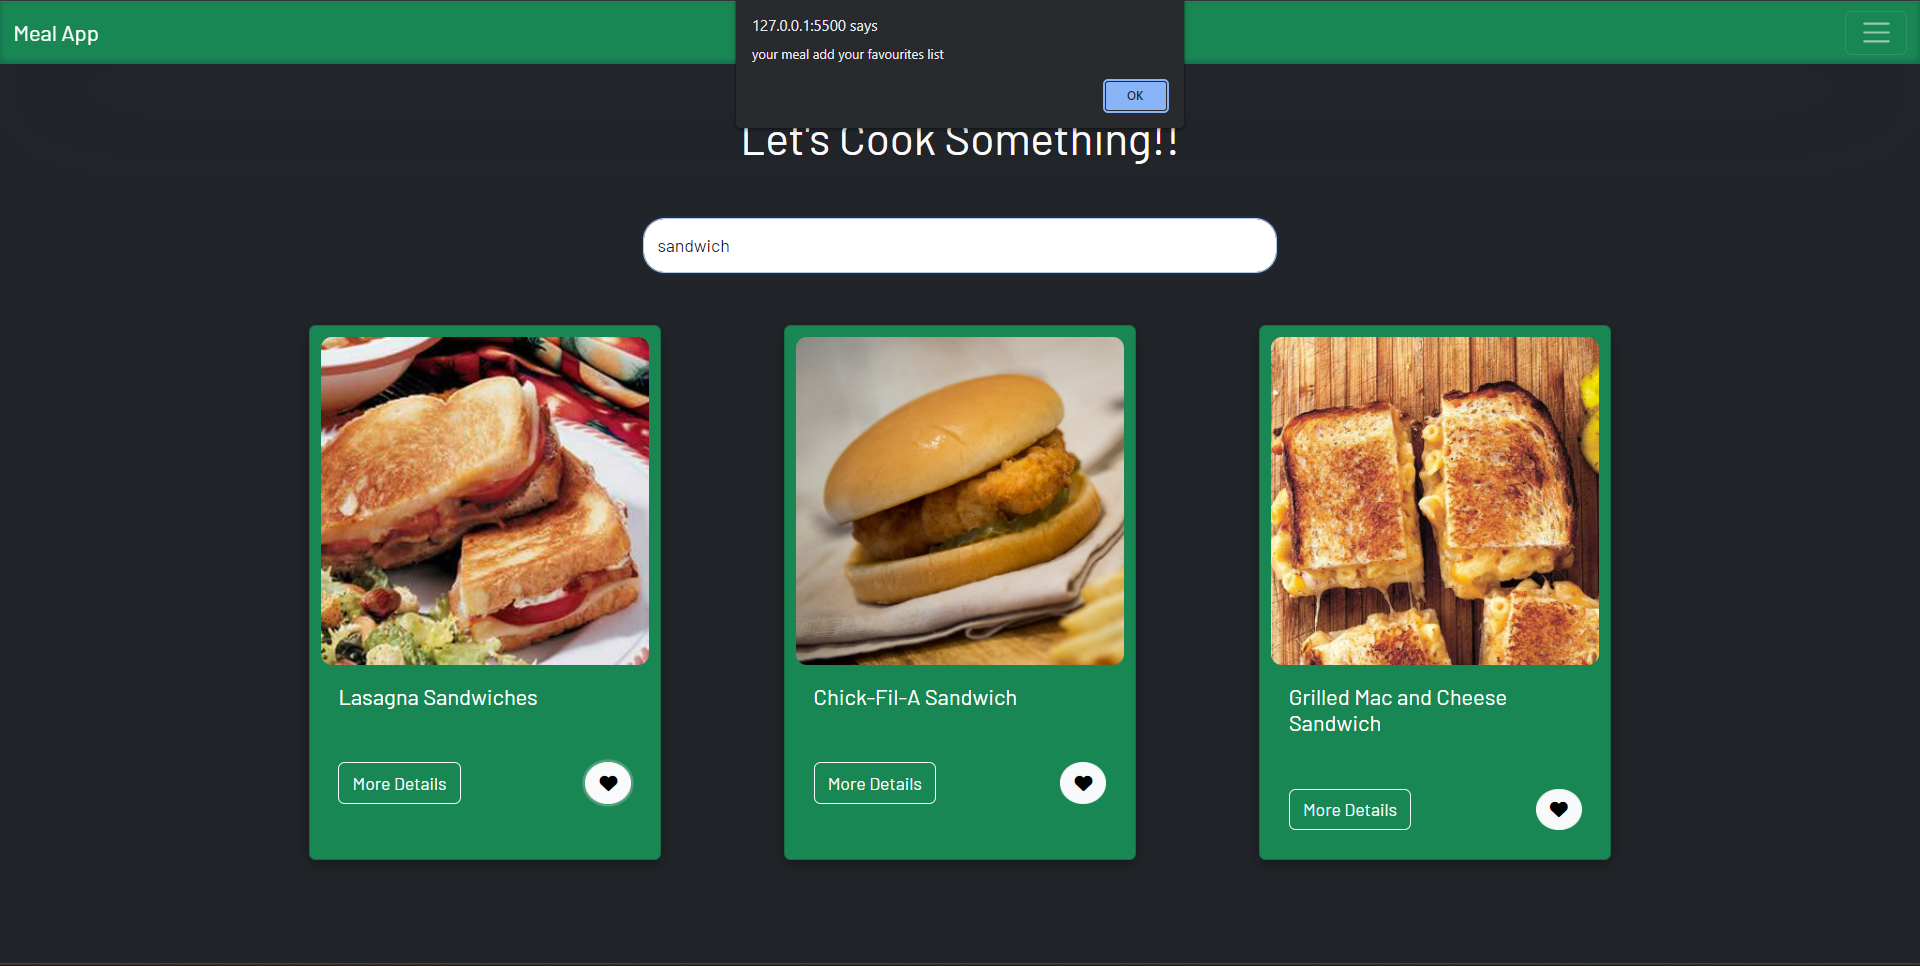 Meal App
127.0.0.1:5500 says
your meal add your favourites list
OK
Let's Cook Something!!
sandwich
Lasagna Sandwiches
More Details
Chick-Fil-A Sandwich
More Details
Grilled Mac and Cheese
Sandwich
More Details